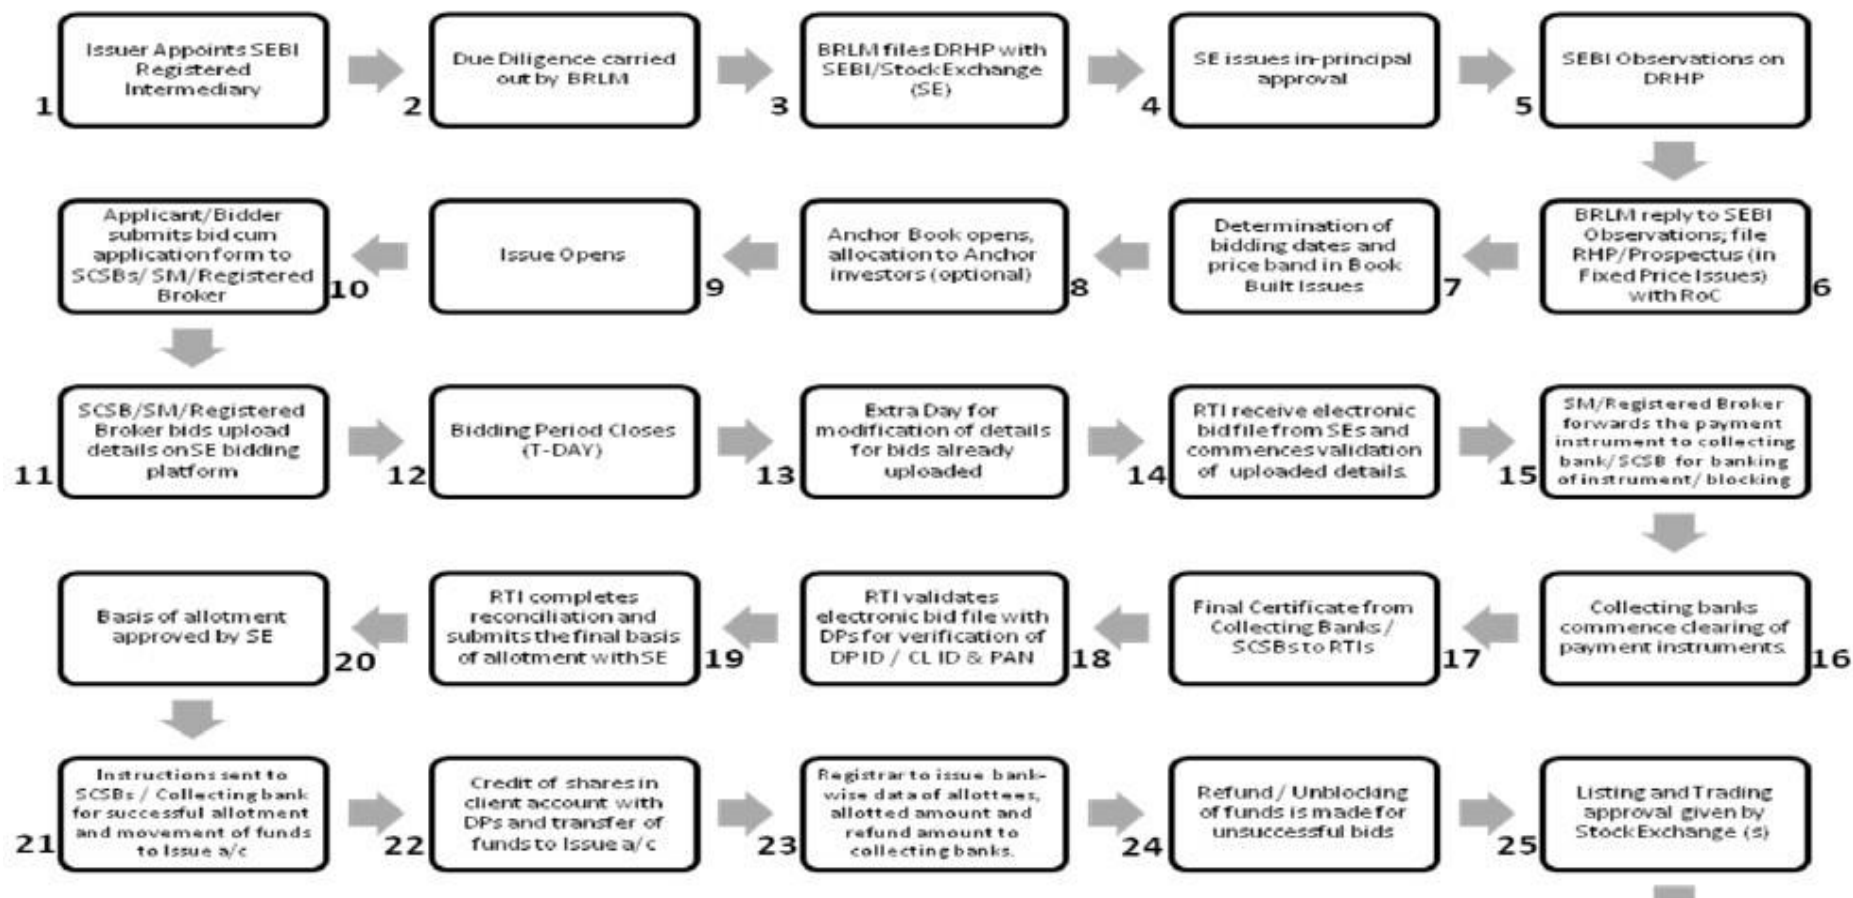 Issuer Appoints SEBI
Registered
Intermediary
1
Due Diligence carried
out by BRLM
2
BRLM files DRHP with
SEBI/Stock Exchange
(SE)
3
SE issues in-principal
approval
4
SEBI Observations on
DRHP
5
BRLM reply to SEBI
Observations; file
RHP/Prospectus (in
Fixed Price Issues)
with RoC
6
Determination of
bidding dates and
price band in Book
Built Issues
7
Anchor Book opens,
allocation to Anchor
investors (optional)
8
Issue Opens
9
Applicant/Bidder
submits bid cum
application form to
SCSBs/ SM/Registered
Broker
10
SCSB/SM/Registered
Broker bids upload
details on SE bidding
platform
11
Bidding Period Closes
(T-DAY)
12
Extra Day for
modification of details
for bids already
uploaded
13
RTI receive electronic
bid file from SEs and
commences validation
of uploaded details.
14
SM/Registered Broker
forwards the payment
instrument to collecting
bank/SCSB for banking
of instrument/ blocking
15
Collecting banks
commence clearing of
payment instruments.
16
Final Certificate from
Collecting Banks /
SCSBs to RTIs
17
RTI validates
electronic bid file with
DPs for verification of
DP ID / CL ID & PAN
18
RTI completes
reconciliation and
submits the final basis
of allotment with SE
19
Basis of allotment
approved by SE
20
Instructions sent to
SCSBs / Collecting bank
for successful allotment
and movement of funds
to Issue a/c
21
Credit of shares in
client account with
DPs and transfer of
funds to Issue a/c
22
Registrar to issue bank-
wise data of allottees,
allotted amount and
refund amount to
collecting banks.
23
Refund / Unblocking
of funds is made for
unsuccessful bids
24
Listing and Trading
approval given by
Stock Exchange (s)
25